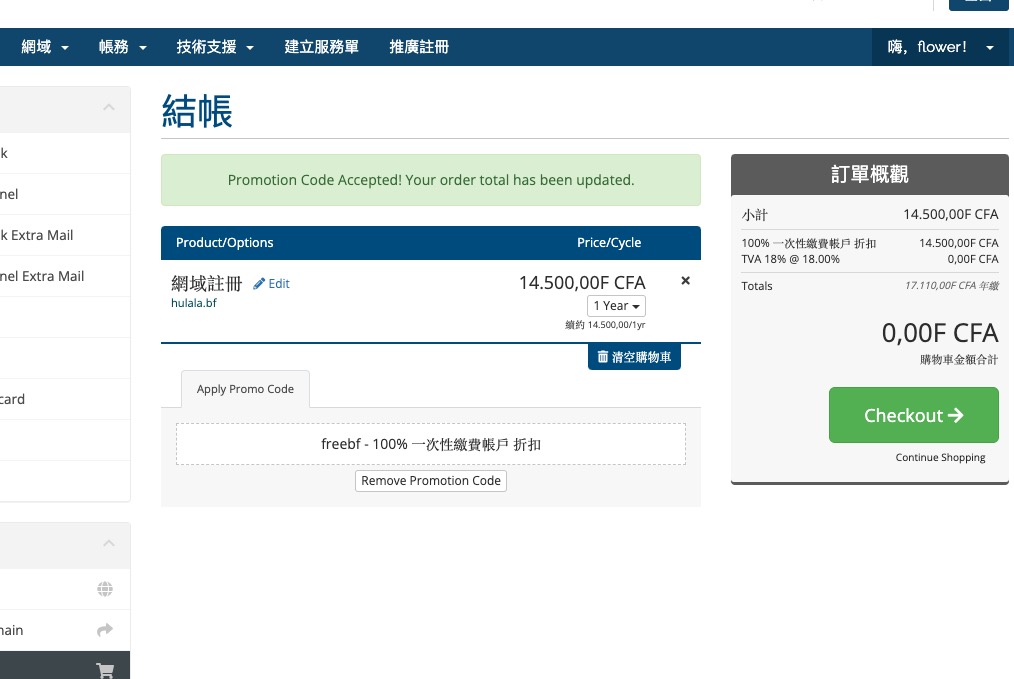 網域 帳務 技術支援 建立服務單 推廣註冊 嗨，flower!
結帳
k
nel
k Extra Mail
nel Extra Mail
card
main
Promotion Code Accepted! Your order total has been updated.
Product/Options Price/Cycle
網域註冊 Edit 14.500,00F CFA
hulala.bf 1 Year
續約 14.500,00/1yr
清空購物車
Apply Promo Code
freebf - 100% 一次性繳費帳戶 折扣
Remove Promotion Code
訂單概觀
小計 14.500,00F CFA
100% 一次性繳費帳戶 折扣 14.500,00F CFA
TVA 18% @ 18.00% 0,00F CFA
Totals 17.110,00F CFA 年繳
0,00F CFA
購物車金額合計
Checkout
Continue Shopping